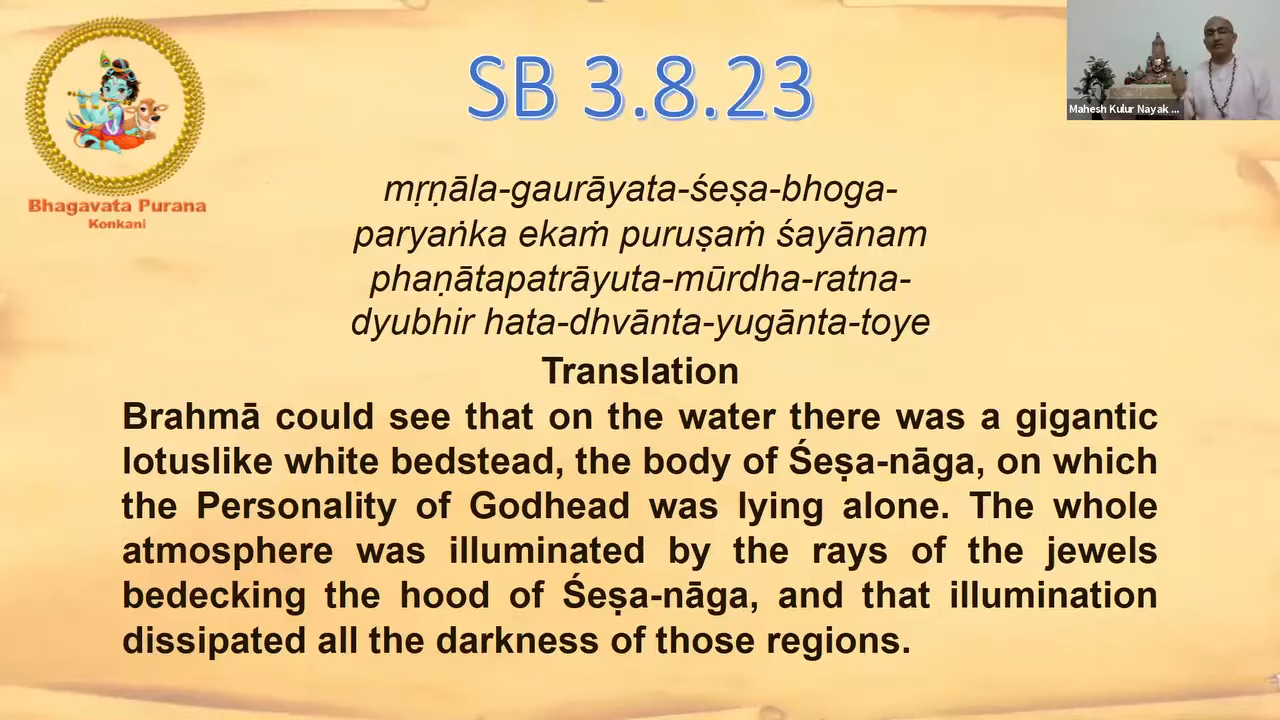 SB 3.8.23
Mahesh Kulur Nayak ...
Bhagavata Purana
Konkani
mṛṇāla-gaurāyata-śeṣa-bhoga-
paryaṅka ekaṁ puruṣaṁ śayānam
phaṇātapatrāyuta-mūrdha-ratna-
dyubhir hata-dhvānta-yugānta-toye
Translation
Brahmā could see that on the water there was a gigantic
lotuslike white bedstead, the body of Śeṣa-nāga, on which
the Personality of Godhead was lying alone. The whole
atmosphere was illuminated by the rays of the jewels
bedecking the hood of Śeṣa-nāga, and that illumination
dissipated all the darkness of those regions.